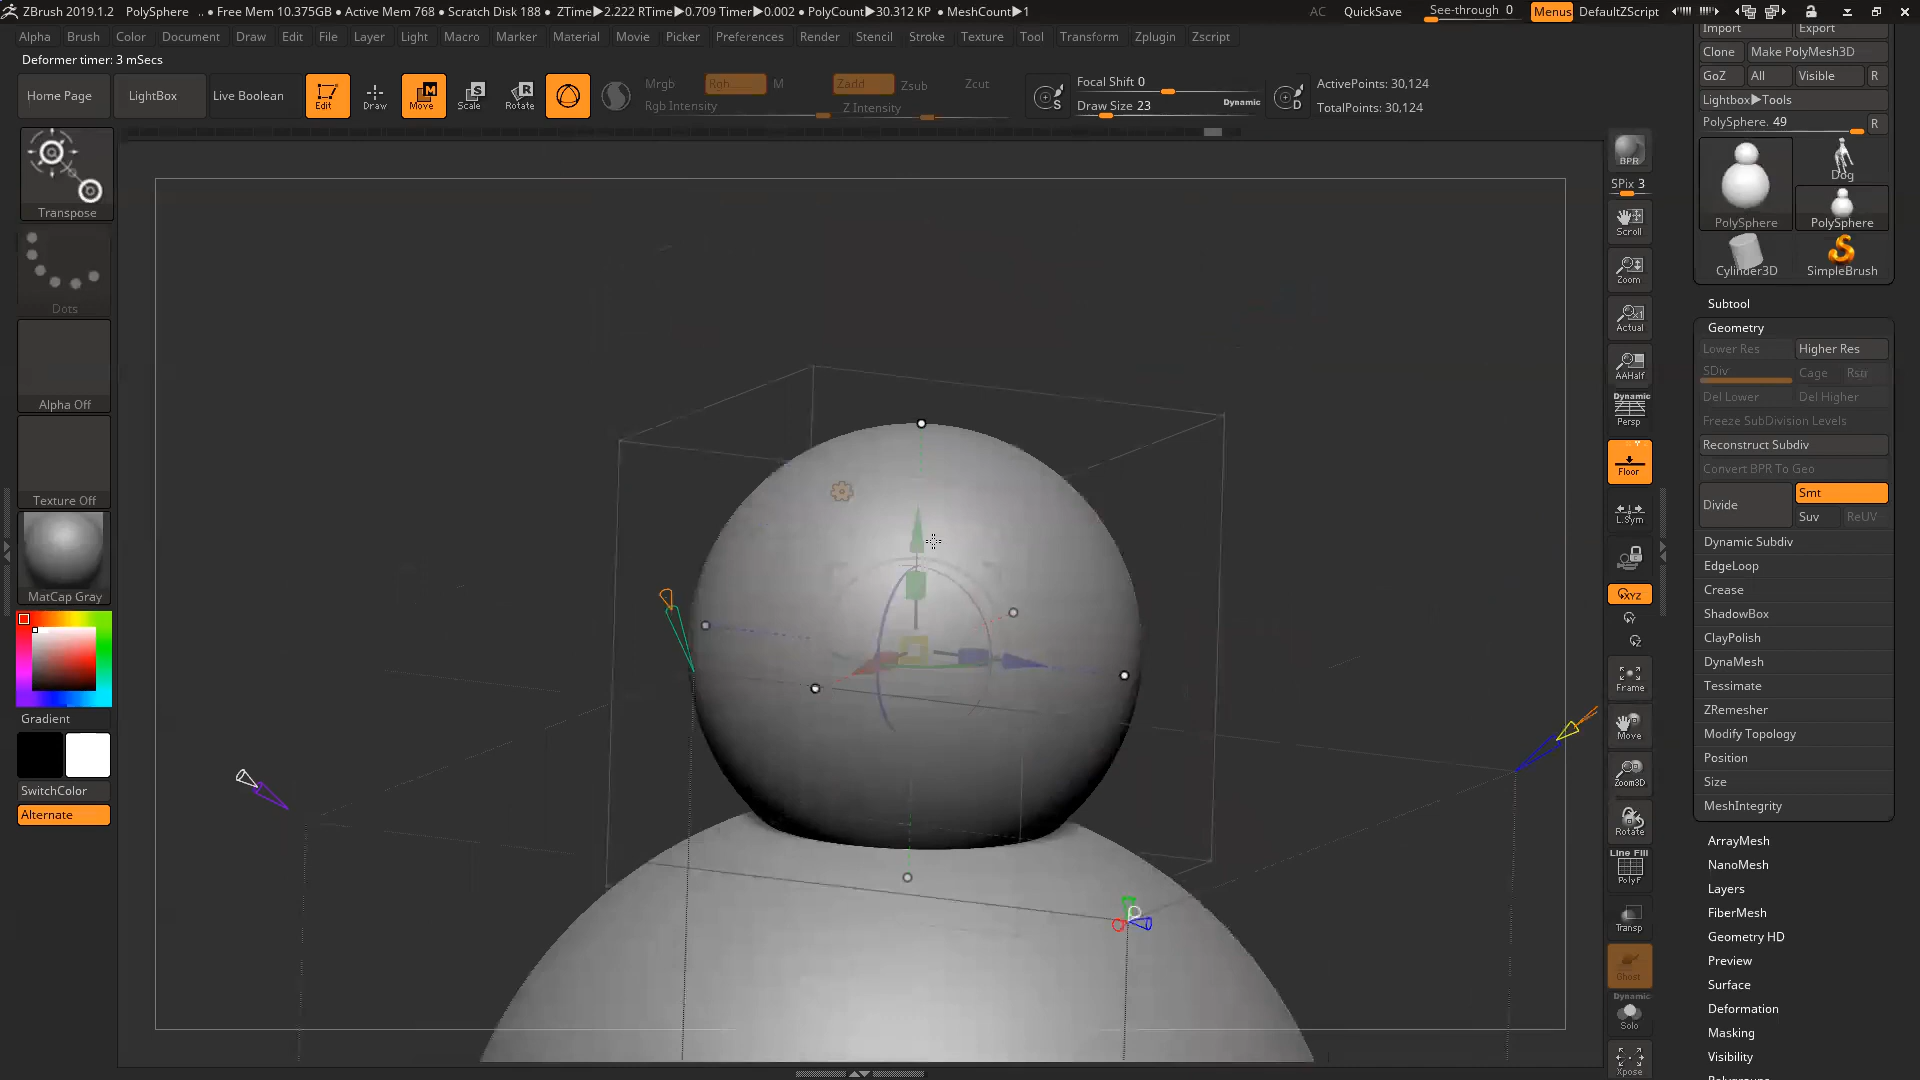 ZBrush 2019.1.2 PolySphere .. • Free Mem 10.375GB • Active Mem 768 • Scratch Disk 188 • ZTime▶2.222 RTime▶0.709 Timer▶0.002 • PolyCount▶30.312 KP • MeshCount▶1 AC QuickSave See-through 0 Menus DefaultZScript
Alpha Brush Color Document Draw Edit File Layer Light Macro Marker Material Movie Picker Preferences Render Stencil Stroke Texture Tool Transform Zplugin Zscript
Deformer timer: 3 mSecs
Home Page LightBox Live Boolean Edit Draw Move Scale Rotate
Mrgb Rgb M Zadd Zsub Zcut
Rgb Intensity Z Intensity
S Focal Shift 0
Draw Size 23 Dynamic D
ActivePoints: 30,124
TotalPoints: 30,124
Transpose
Dots
Alpha Off
Texture Off
MatCap Gray
Gradient
SwitchColor
Alternate
BPR
SPix 3
Scroll
Zoom
Actual
AAHalf
Dynamic
Persp
Floor
L.Sym
XYZ
Frame
Move
Zoom3D
Rotate
Line Fill
PolyF
Transp
Ghost
Dynamic
Solo
Xpose
Import Export
Clone Make PolyMesh3D
GoZ All Visible R
Lightbox▶Tools
PolySphere. 49 R
PolySphere Dog
PolySphere
Cylinder3D SimpleBrush
Subtool
Geometry
Lower Res Higher Res
SDiv Cage Rstr
Del Lower Del Higher
Freeze SubDivision Levels
Reconstruct Subdiv
Convert BPR To Geo
Divide Smt
Suv ReUV
Dynamic Subdiv
EdgeLoop
Crease
ShadowBox
ClayPolish
DynaMesh
Tessimate
ZRemesher
Modify Topology
Position
Size
MeshIntegrity
ArrayMesh
NanoMesh
Layers
FiberMesh
Geometry HD
Preview
Surface
Deformation
Masking
Visibility
Polygroups